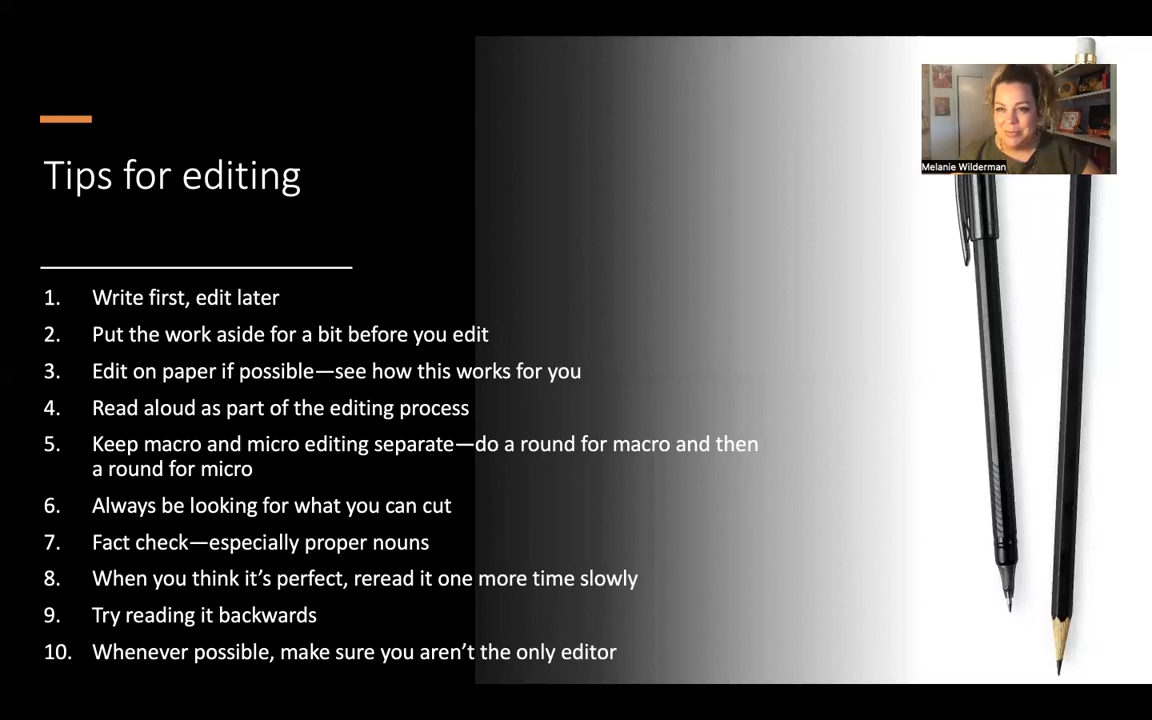 Tips for editing
Melanie Wilderman
1. Write first, edit later
2. Put the work aside for a bit before you edit
3. Edit on paper if possible—see how this works for you
4. Read aloud as part of the editing process
5. Keep macro and micro editing separate—do a round for macro and then
a round for micro
6. Always be looking for what you can cut
7. Fact check—especially proper nouns
8. When you think it’s perfect, reread it one more time slowly
9. Try reading it backwards
10. Whenever possible, make sure you aren’t the only editor